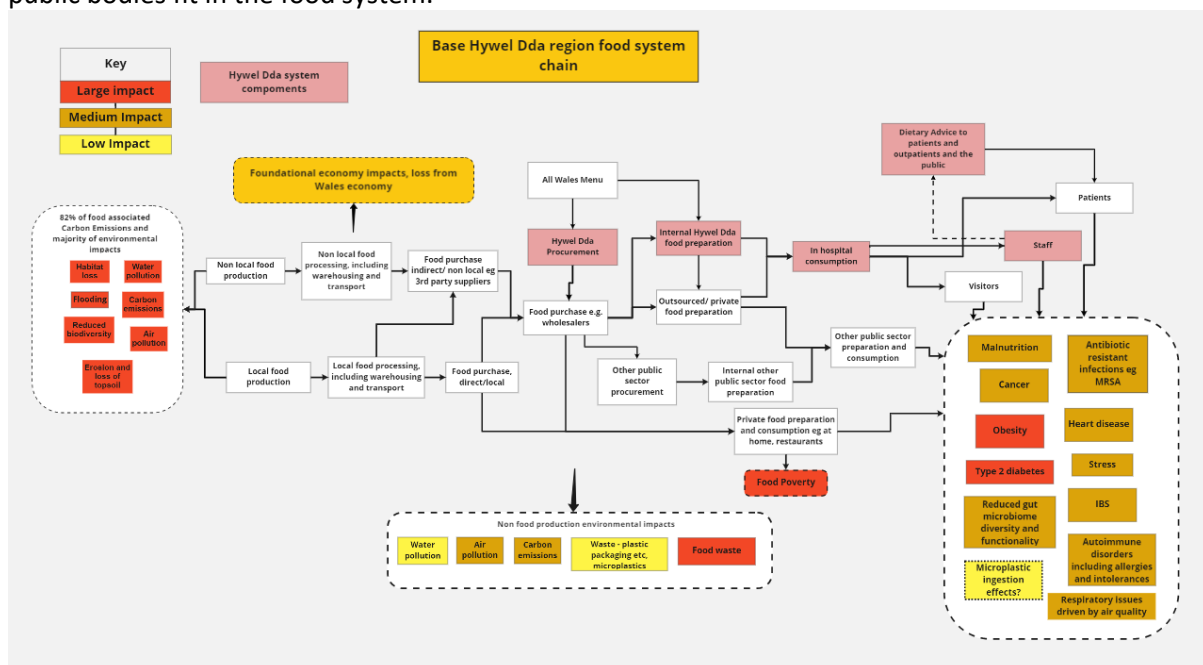 public bodies fit in the food system.
Base Hywel Dda region food system
chain
Key
Large impact
Medium Impact
Low Impact
Hywel Dda system
compoments
Dietary Advice to
patients and
outpatients and the
public
Foundational economy impacts, loss from
Wales economy
All Wales Menu
Patients
82% of food associated
Carbon Emissions and
majority of environmental
impacts
Habitat
loss
Water
pollution
Flooding
Carbon
emissions
Reduced
biodiversity
Air
pollution
Erosion and
loss of
topsoil
Non local food
production
Non local food
processing, including
warehousing and
transport
Food purchase
indirect/ non local eg
3rd party suppliers
Hywel Dda
Procurement
Internal Hywel Dda
food preparation
In hospital
consumption
Staff
Visitors
Food purchase e.g.
wholesalers
Outsourced/ private
food preparation
Other public sector
preparation and
consumption
Local food
production
Local food processing,
including warehousing
and transport
Food purchase,
direct/local
Other public
sector
procurement
Internal other
public sector food
preparation
Private food preparation
and consumption eg at
home, restaurants
Food Poverty
Non food production environmental impacts
Water
pollution
Air
pollution
Carbon
emissions
Waste - plastic
packaging etc,
microplastics
Food waste
Malnutrition
Antibiotic
resistant
infections eg
MRSA
Cancer
Obesity
Heart disease
Type 2 diabetes
Stress
Reduced gut
microbiome
diversity and
functionality
IBS
Autoimmune
disorders
including allergies
and intolerances
Microplastic
ingestion
effects?
Respiratory issues
driven by air quality